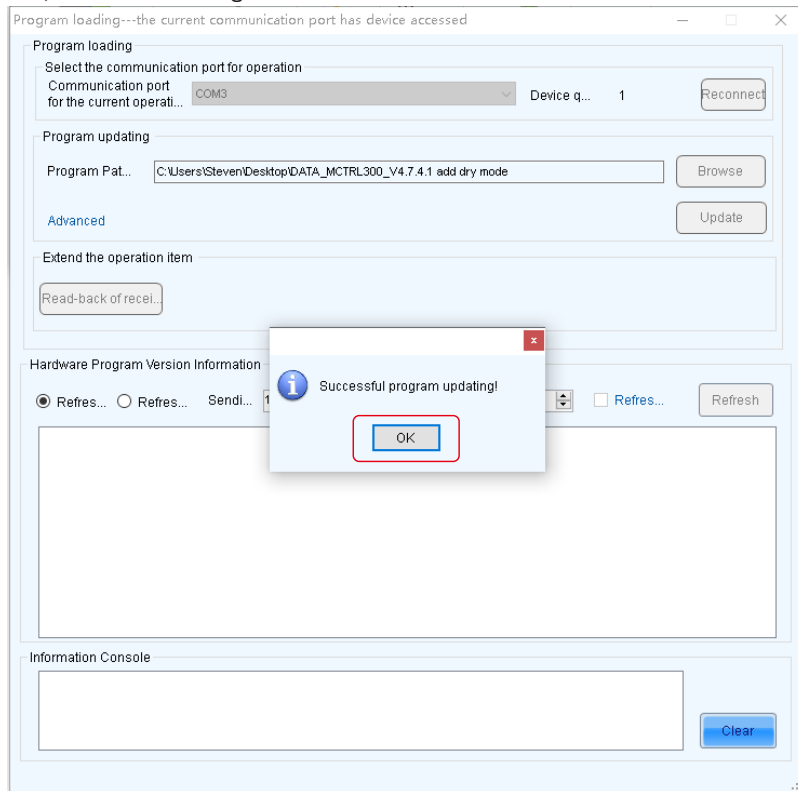 Program loading---the current communication port has device accessed
Program loading
Select the communication port for operation
Communication port
for the current operati...
COM3
Device q...
1
Reconnect
Program updating
Program Pat...
C:\Users\Steven\Desktop\DATA_MCTRL300_V4.7.4.1 add dry mode
Browse
Advanced
Update
Extend the operation item
Read-back of recei...
Hardware Program Version Information
Successful program updating!
Refres...
Refres...
Sendi...
1
Refres...
Refresh
OK
Information Console
Clear